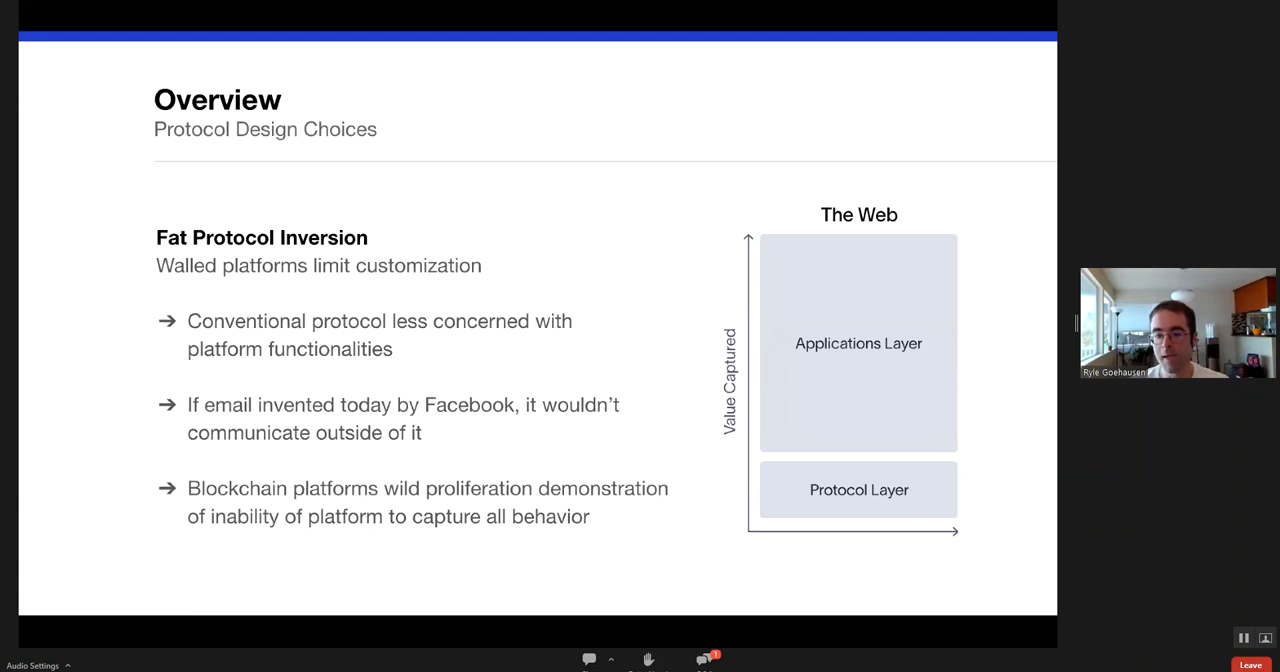 Overview
Protocol Design Choices
Fat Protocol Inversion
Walled platforms limit customization
→ Conventional protocol less concerned with
platform functionalities
→ If email invented today by Facebook, it wouldn't
communicate outside of it
→ Blockchain platforms wild proliferation demonstration
of inability of platform to capture all behavior
The Web
Value Captured
Applications Layer
Protocol Layer
Ryle Goehausen
Audio Settings
1
Leave